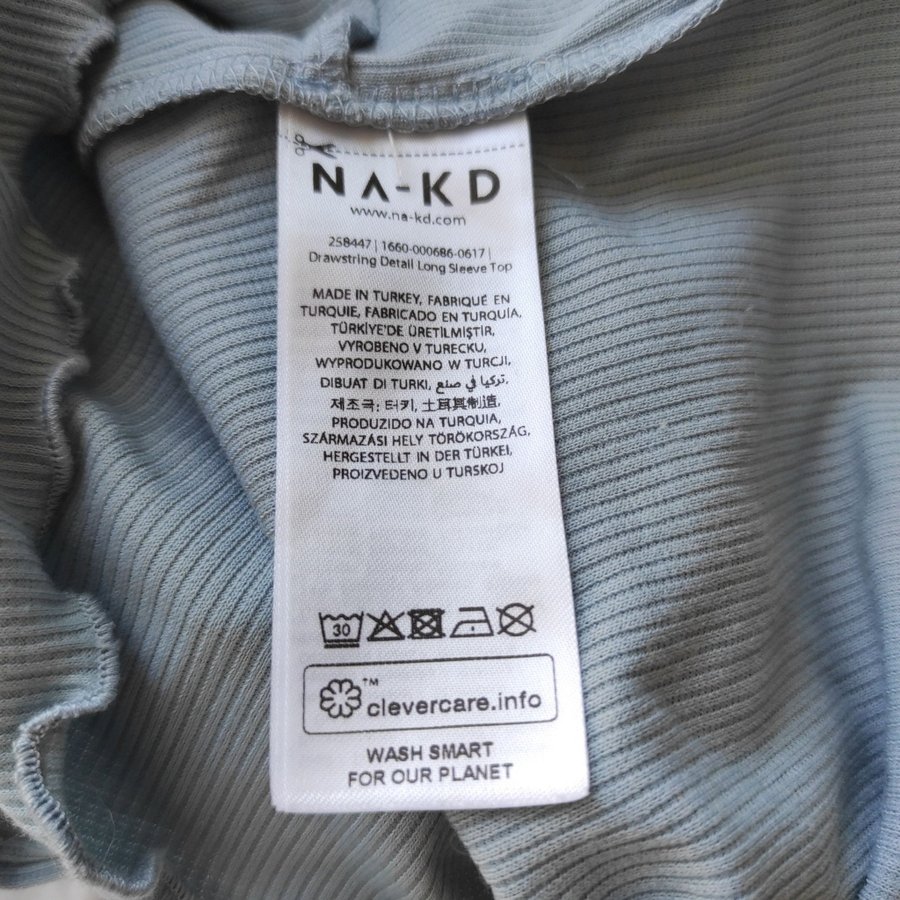 NA-KD
www.na-kd.com
258447 | 1660-000686-0617 |
Drawstring Detail Long Sleeve Top
MADE IN TURKEY, FABRIQUÉ EN
TURQUIE, FABRICADO EN TURQUIA,
TÜRKİYE'DE ÜRETİLMİŞTİR,
VYROBENO V TURECKU,
WYPRODUKOWANO W TURCJI,
DIBUAT DI TURKI, تركيا في صنع,
제조국: 터키, 土耳其制造,
PRODUZIDO NA TURQUIA,
SZÁRMAZÁSI HELY TÖRÖKORSZÁG,
HERGESTELLT IN DER TÜRKEI,
PROIZVEDENO U TURSKOJ
30
™
clevercare.info
WASH SMART
FOR OUR PLANET